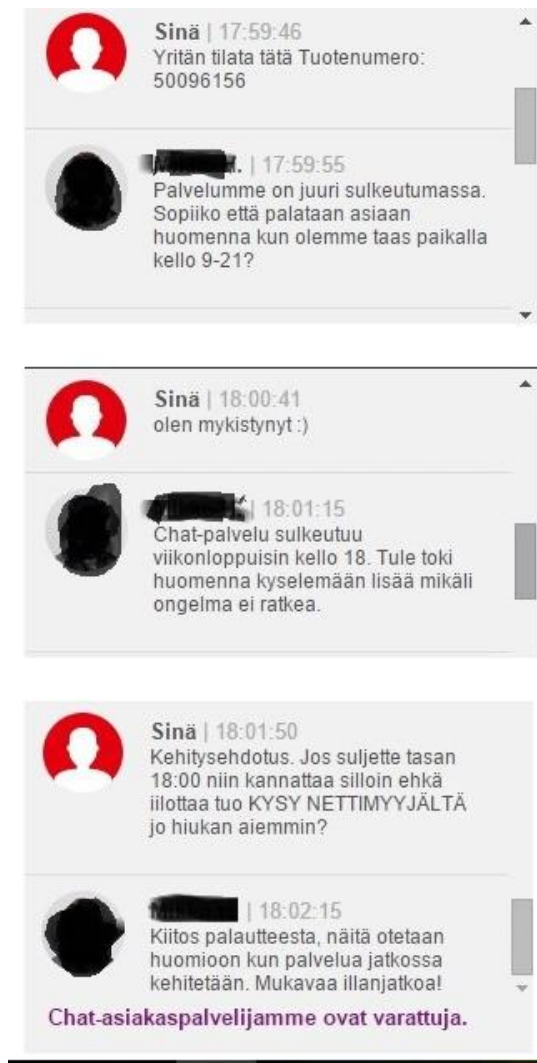 Sinä | 17:59:46
Yritän tilata tätä Tuotenumero:
50096156
| 17:59:55
Palvelumme on juuri sulkeutumassa.
Sopiiko että palataan asiaan
huomenna kun olemme taas paikalla
kello 9-21?
Sinä | 18:00:41
olen mykistynyt :)
| 18:01:15
Chat-palvelu sulkeutuu
viikonloppuisin kello 18. Tule toki
huomenna kyselemään lisää mikäli
ongelma ei ratkea.
Sinä | 18:01:50
Kehitysehdotus. Jos suljette tasan
18:00 niin kannattaa silloin ehkä
iilottaa tuo KYSY NETTIMYYJÄLTÄ
jo hiukan aiemmin?
| 18:02:15
Kiitos palautteesta, näitä otetaan
huomioon kun palvelua jatkossa
kehitetään. Mukavaa illanjatkoa!
Chat-asiakaspalvelijamme ovat varattuja.